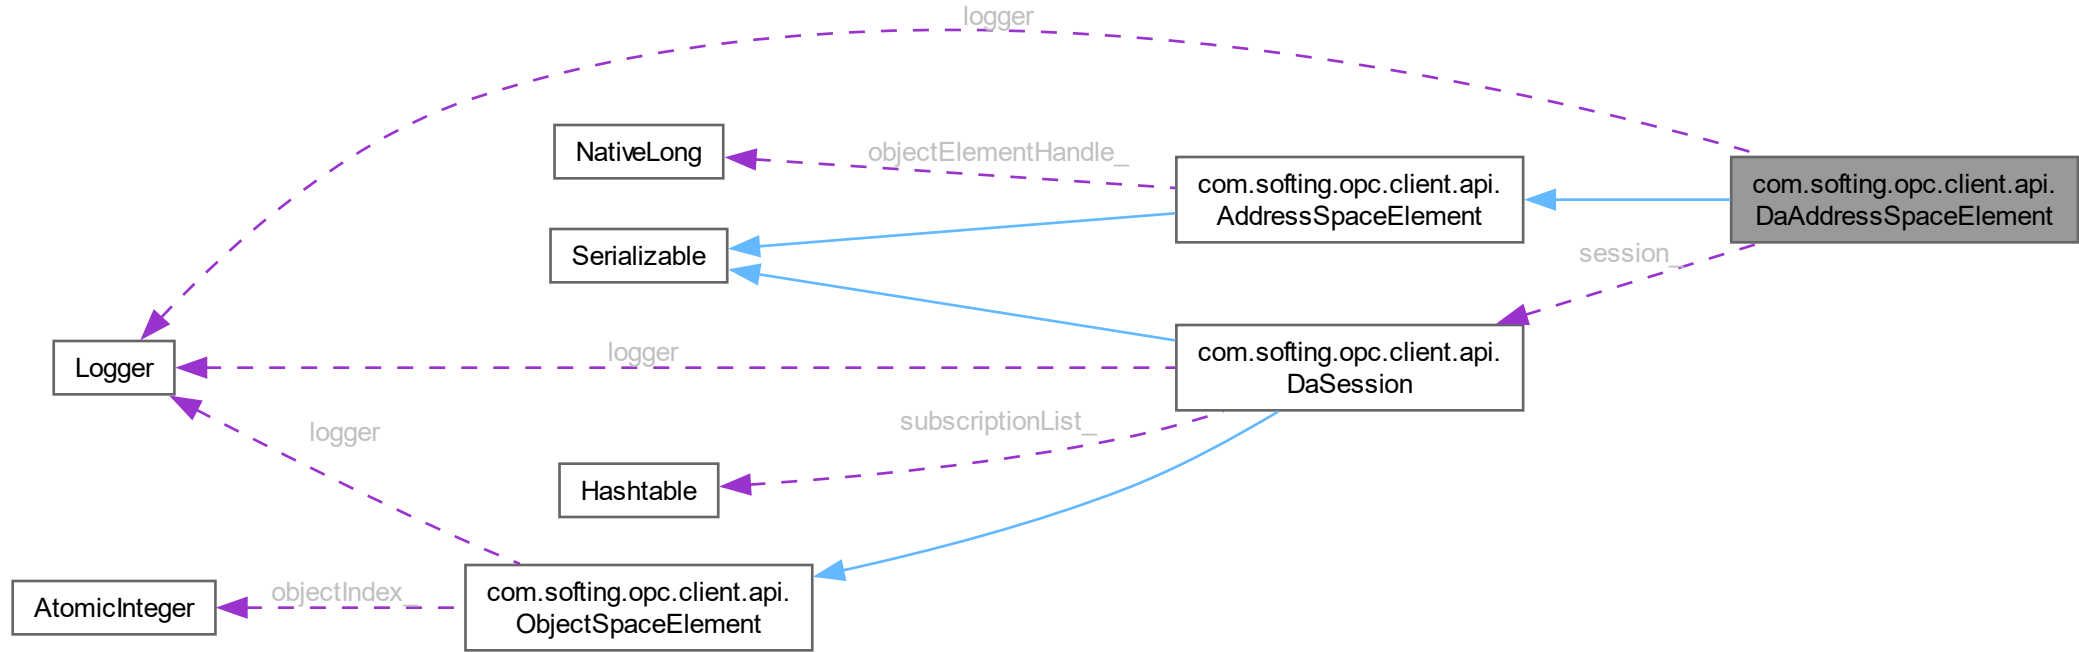 logger
NativeLong
objectElementHandle_
com.softing.opc.client.api.
AddressSpaceElement
com.softing.opc.client.api.
DaAddressSpaceElement
Serializable
session_
Logger
logger
com.softing.opc.client.api.
DaSession
logger
subscriptionList_
Hashtable
AtomicInteger
objectIndex_
com.softing.opc.client.api.
ObjectSpaceElement